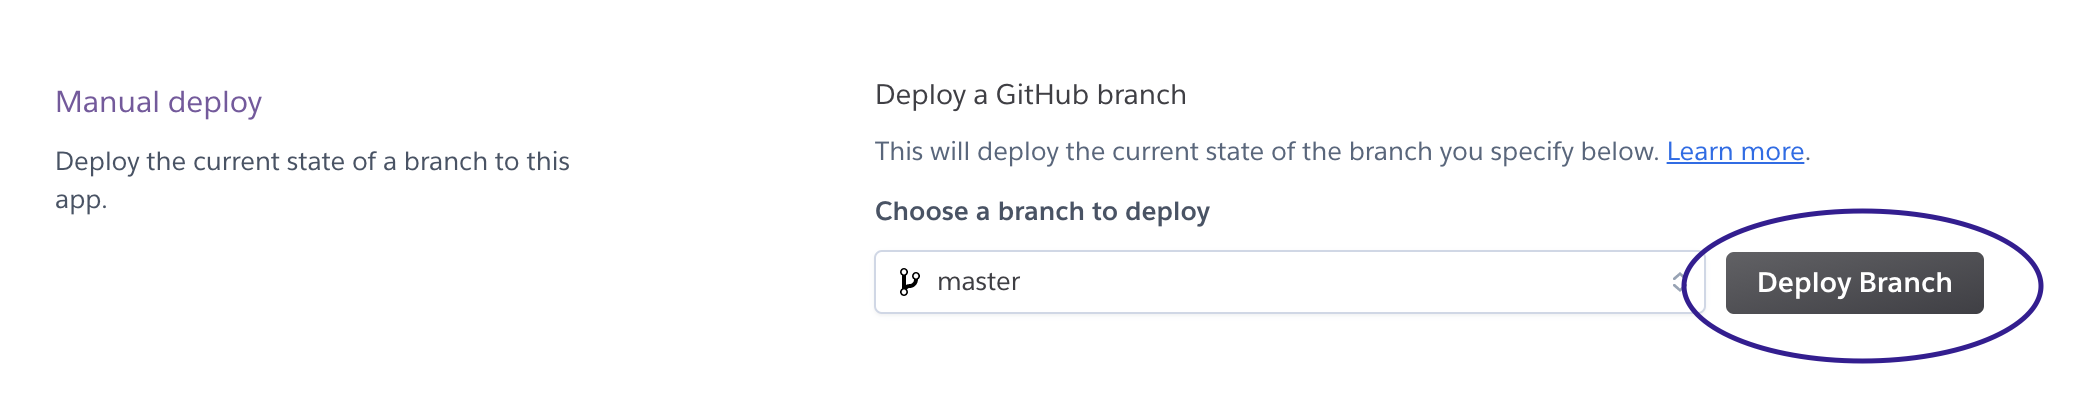 Manual deploy
Deploy the current state of a branch to this
app.
Deploy a GitHub branch
This will deploy the current state of the branch you specify below. Learn more.
Choose a branch to deploy
master
Deploy Branch